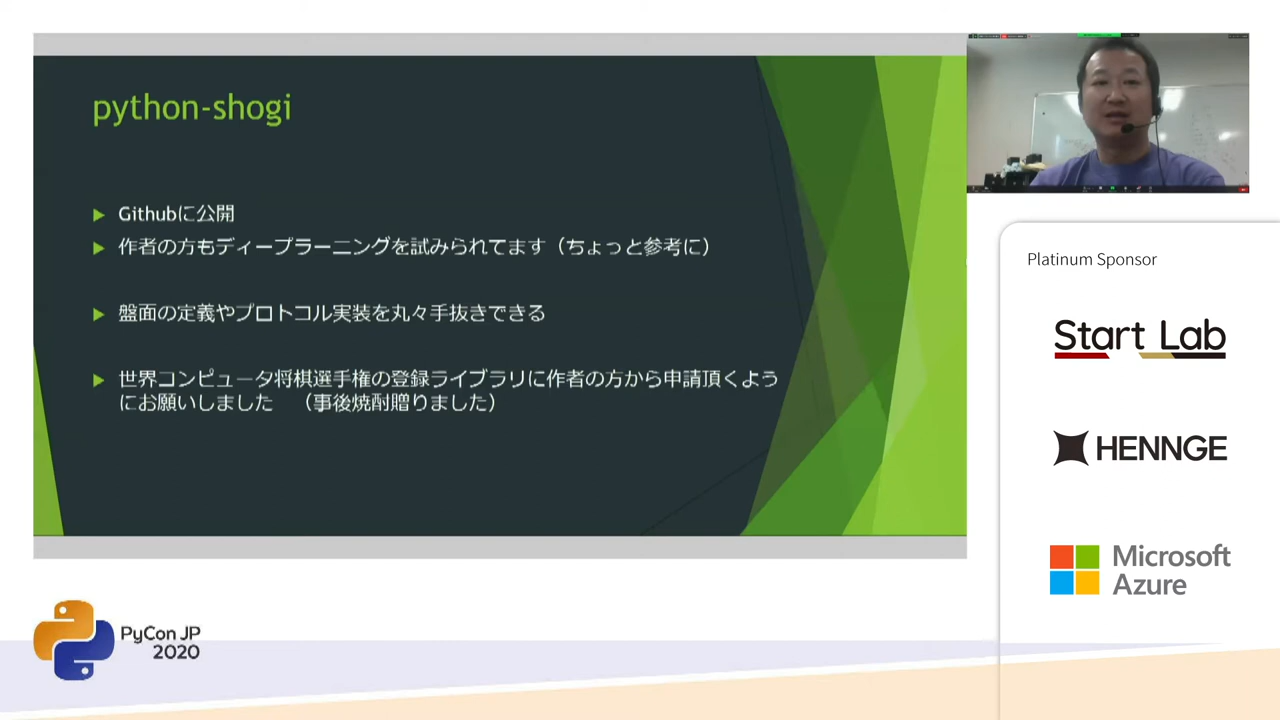 python-shogi
Githubに公開
作者の方もディープラーニングを試みられてます（ちょっと参考に）
盤面の定義やプロトコル実装を丸々手抜きできる
世界コンピュータ将棋選手権の登録ライブラリに作者の方から申請頂くよう
にお願いしました　（事後焼酎贈りました）
Platinum Sponsor
Start Lab
HENNGE
Microsoft
Azure
PyCon JP
2020